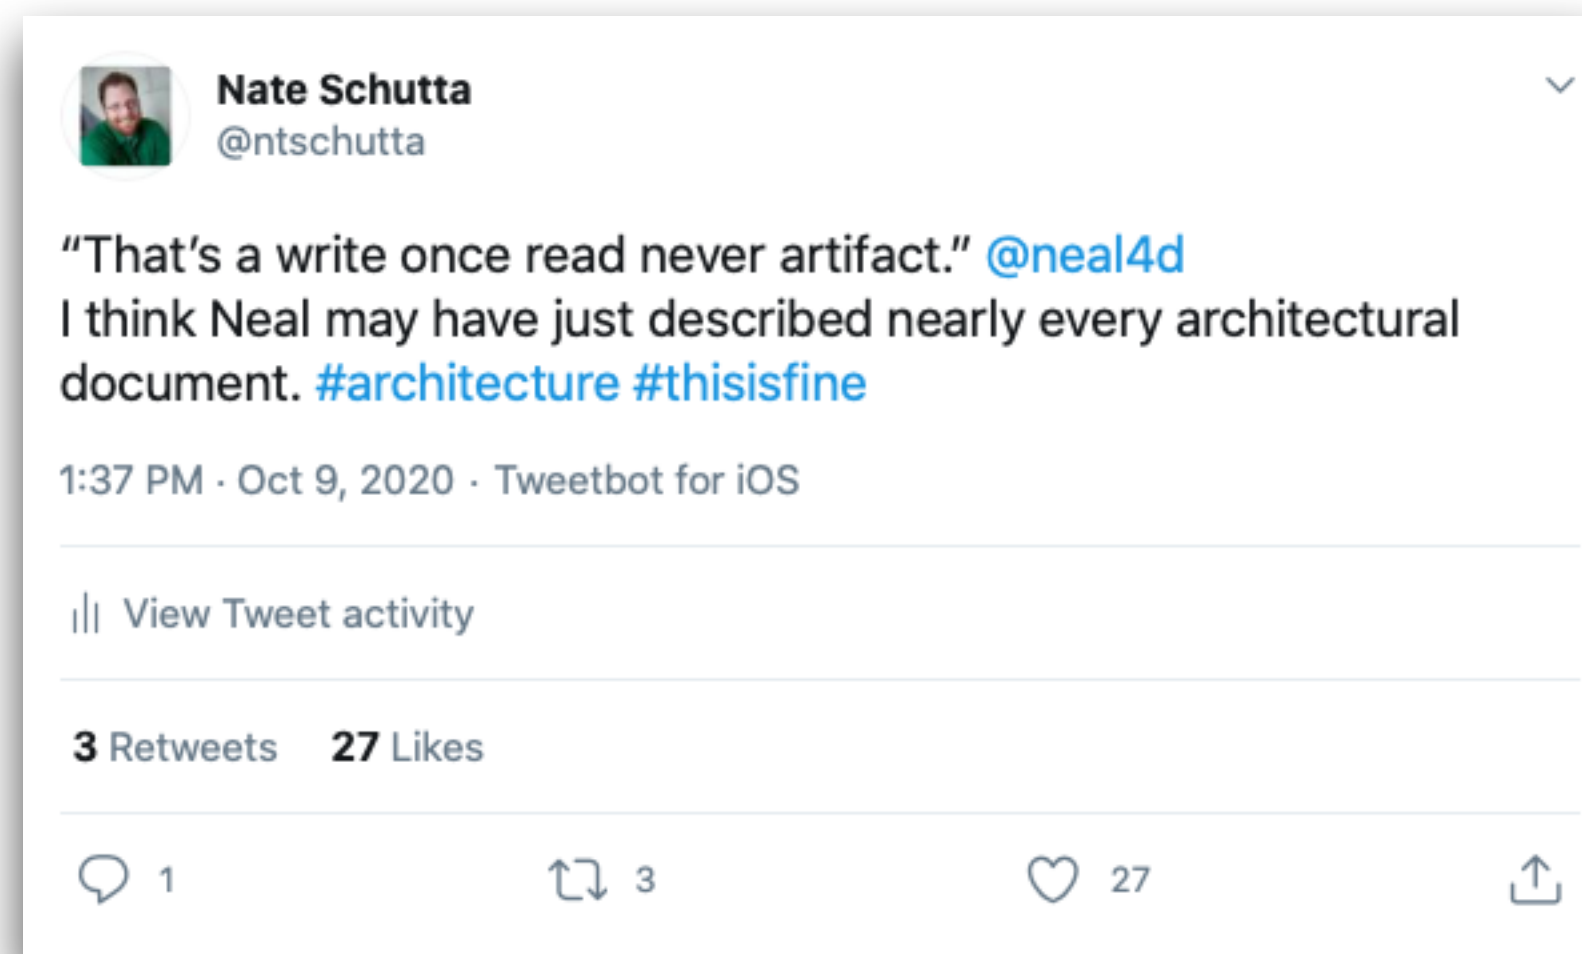 Nate Schutta
@ntschutta
“That’s a write once read never artifact.” @neal4d
I think Neal may have just described nearly every architectural
document. #architecture #thisisfine
1:37 PM · Oct 9, 2020 · Tweetbot for iOS
View Tweet activity
3 Retweets 27 Likes
1 3 27